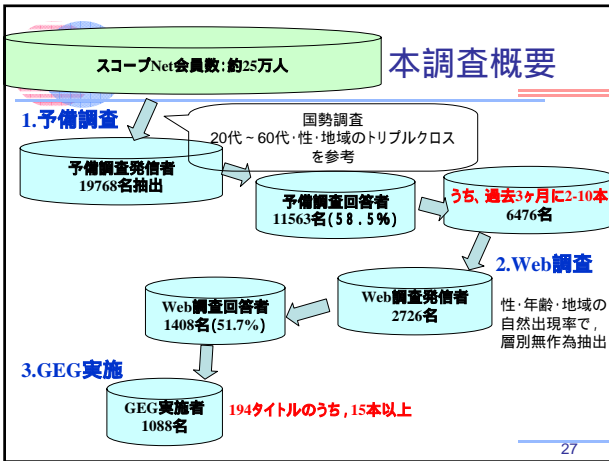 本調査概要
スコープNet会員数:約25万人
1.予備調査
国勢調査
20代~60代・性・地域のトリプルクロス
を参考
予備調査発信者
19768名抽出
予備調査回答者
11563名(58.5%)
うち、過去3ヶ月に2-10本
6476名
2.Web調査
Web調査発信者
2726名
性・年齢・地域の
自然出現率で,
層別無作為抽出
Web調査回答者
1408名(51.7%)
3.GEG実施
GEG実施者
1088名
194タイトルのうち,15本以上
27